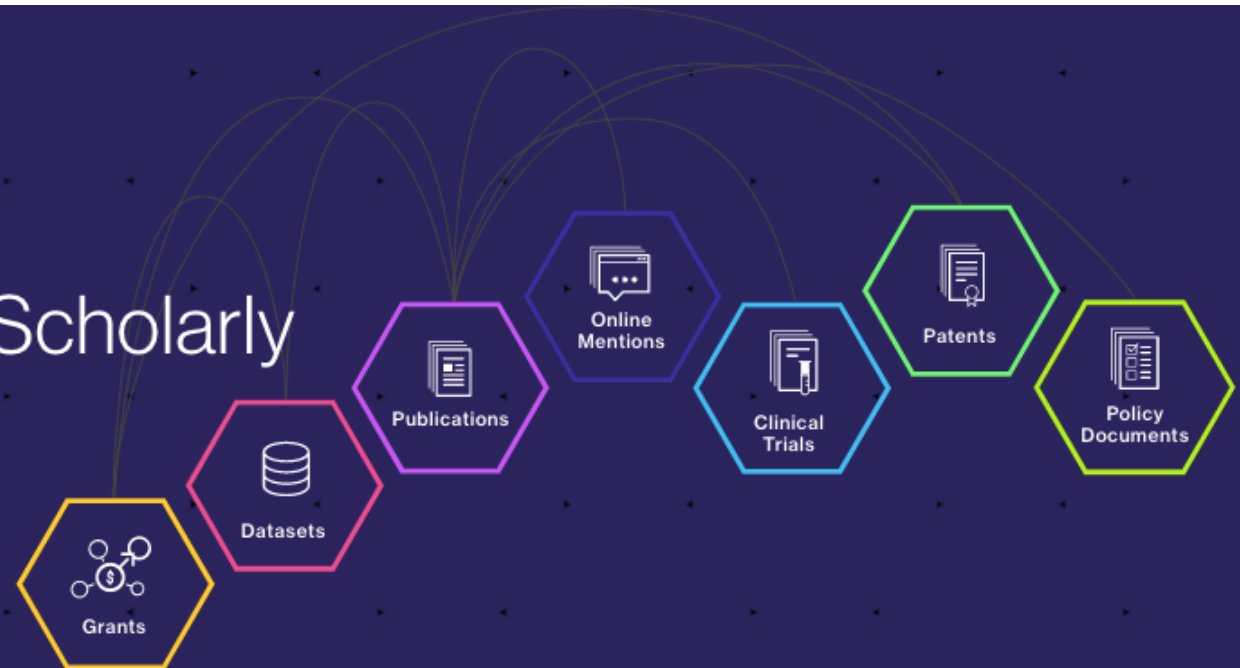 Scholarly
Grants
Datasets
Publications
Online
Mentions
Clinical
Trials
Patents
Policy
Documents